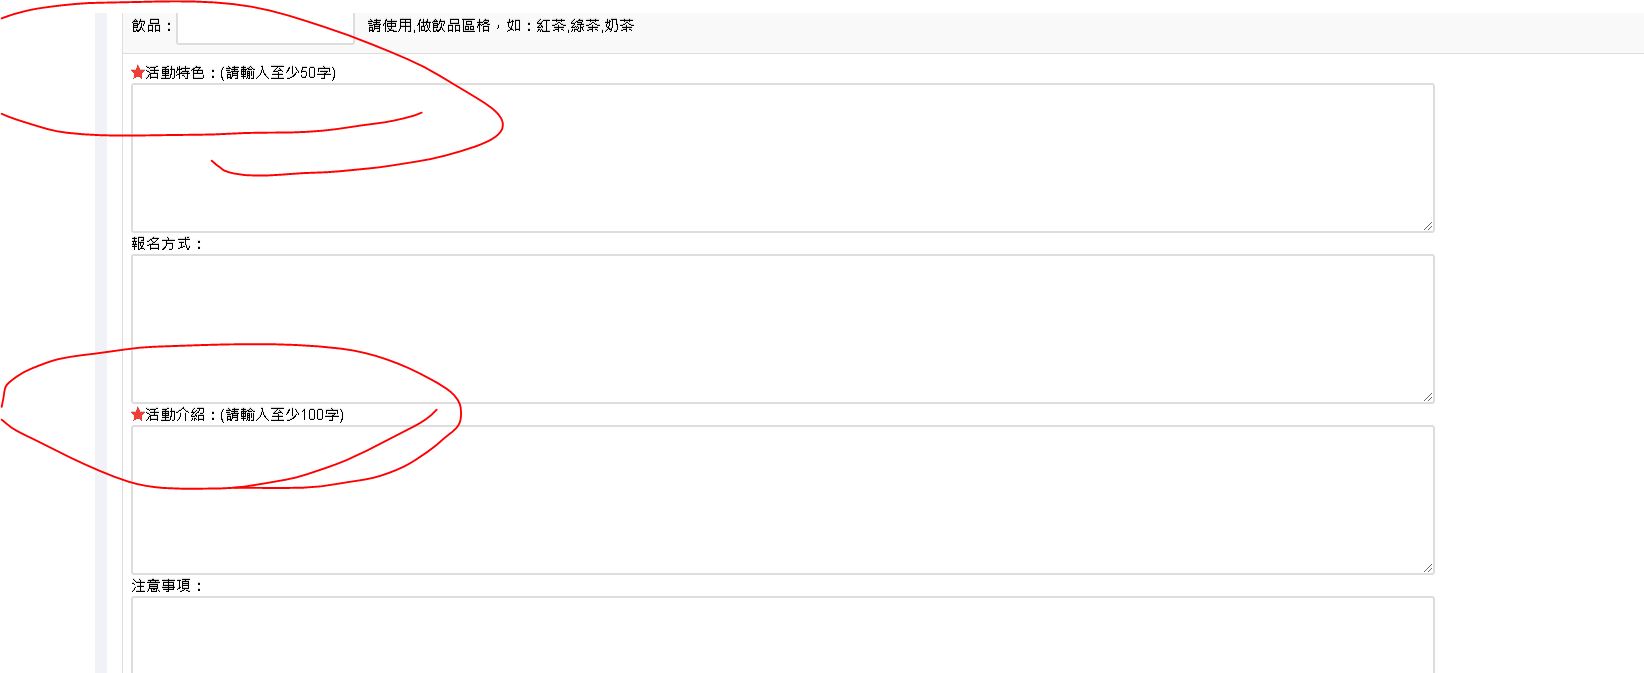 飲品： 請使用,做飲品區格，如：紅茶,綠茶,奶茶
★活動特色：(請輸入至少50字)
報名方式：
★活動介紹：(請輸入至少100字)
注意事項：